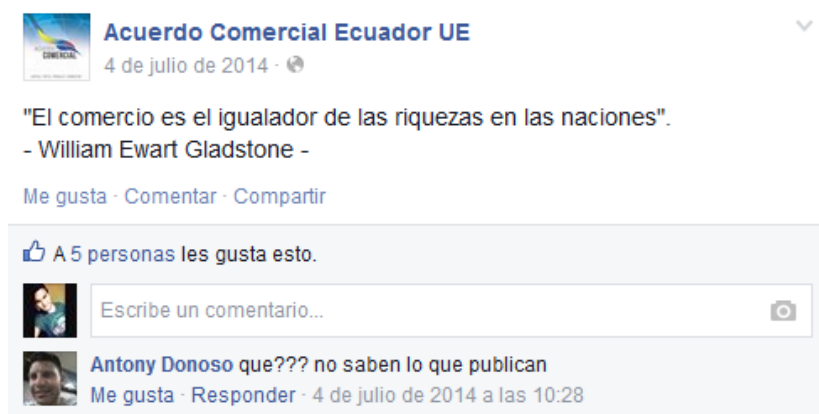 Acuerdo Comercial Ecuador UE
4 de julio de 2014 ·
"El comercio es el igualador de las riquezas en las naciones".
- William Ewart Gladstone -
Me gusta · Comentar · Compartir
A 5 personas les gusta esto.
Escribe un comentario...
Antony Donoso que??? no saben lo que publican
Me gusta · Responder · 4 de julio de 2014 a las 10:28